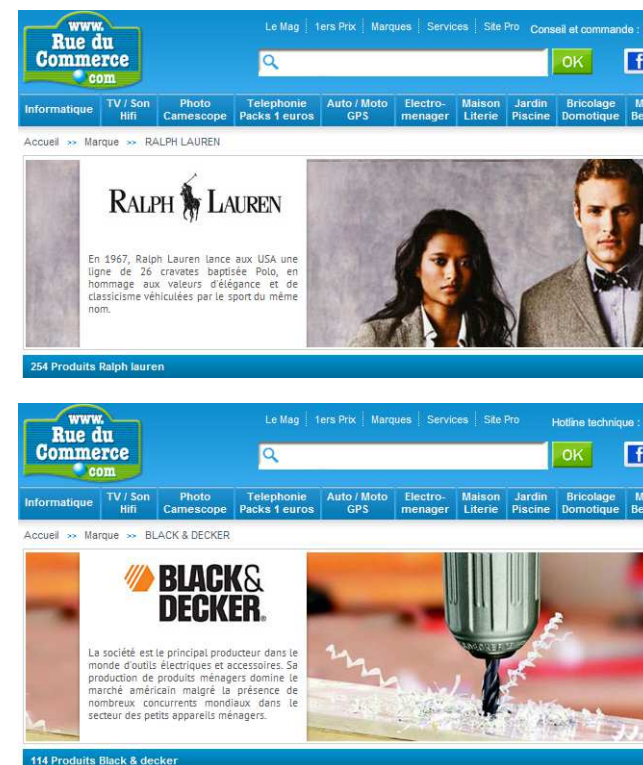 www.
Rue du
Commerce
.com
Le Mag 1ers Prix Marques Services Site Pro Conseil et commande :
OK
f
Informatique
TV / Son
Hifi
Photo
Camescope
Telephonie
Packs 1 euros
Auto / Moto
GPS
Electro-
menager
Maison
Literie
Jardin
Piscine
Bricolage
Domotique
Accueil >> Marque >> RALPH LAUREN
RALPH LAUREN
En 1967, Ralph Lauren lance
aux USA une
ligne de 26 cravates baptisée Polo, en
hommage aux valeurs d'élégance et de
classicisme véhiculées par le sport du même
nom.
254 Produits Ralph lauren
www.
Rue du
Commerce
.com
Le Mag 1ers Prix Marques Services Site Pro Hotline technique :
OK
f
Informatique
TV / Son
Hifi
Photo
Camescope
Telephonie
Packs 1 euros
Auto / Moto
GPS
Electro-
menager
Maison
Literie
Jardin
Piscine
Bricolage
Domotique
Accueil >> Marque >> BLACK & DECKER
BLACK&
DECKER.
La société est le principal producteur dans le
monde d'outils électriques et accessoires. Sa
production de produits ménagers domine le
marché américain malgré la présence de
nombreux concurrents mondiaux dans le
secteur des petits appareils ménagers.
114 Produits Black & decker